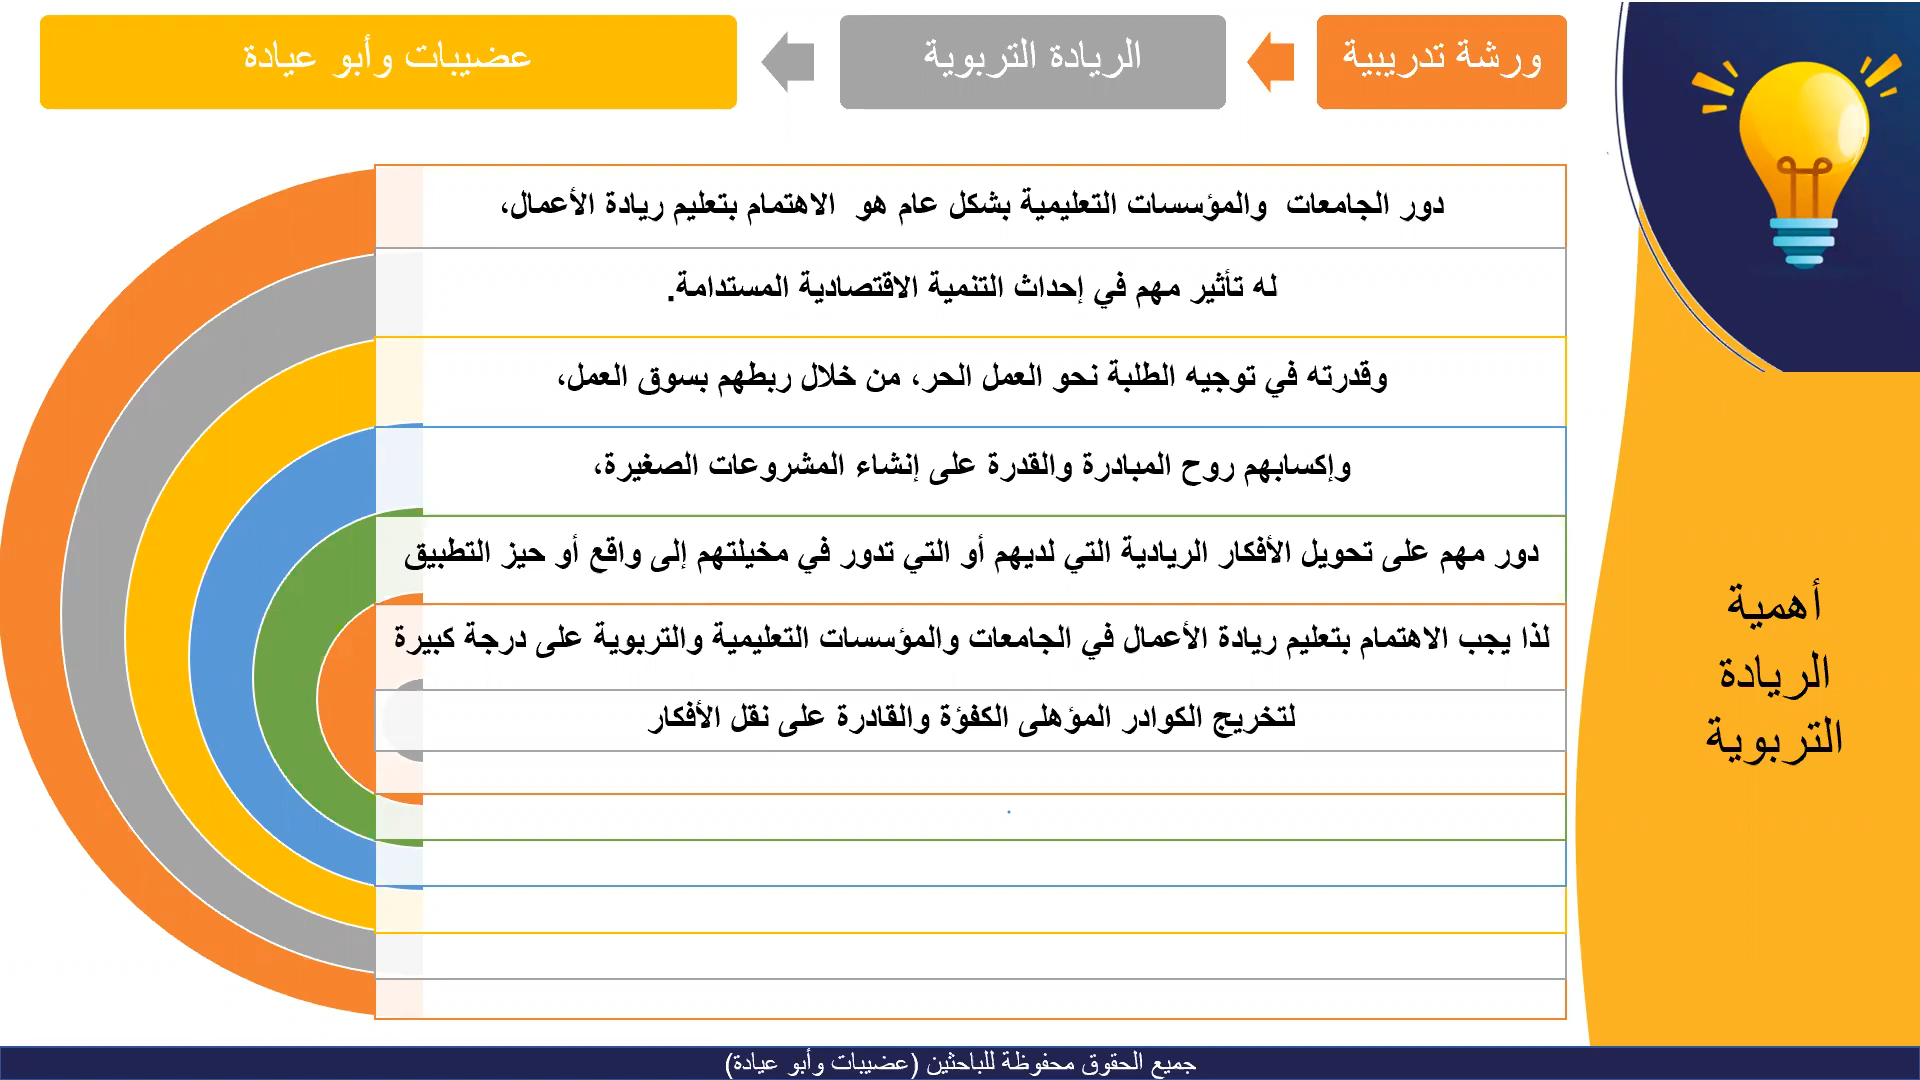 ورشة تدريبية
الريادة التربوية
عضيبات وأبو عيادة
دور الجامعات والمؤسسات التعليمية بشكل عام هو الاهتمام بتعليم ريادة الأعمال،
له تأثير مهم في إحداث التنمية الاقتصادية المستدامة.
وقدرته في توجيه الطلبة نحو العمل الحر، من خلال ربطهم بسوق العمل،
وإكسابهم روح المبادرة والقدرة على إنشاء المشروعات الصغيرة،
دور مهم على تحويل الأفكار الريادية التي لديهم أو التي تدور في مخيلتهم إلى واقع أو حيز التطبيق
لذا يجب الاهتمام بتعليم ريادة الأعمال في الجامعات والمؤسسات التعليمية والتربوية على درجة كبيرة
لتخريج الكوادر المؤهلى الكفؤة والقادرة على نقل الأفكار
.
أهمية
الريادة
التربوية
جميع الحقوق محفوظة للباحثين (عضيبات وأبو عيادة)